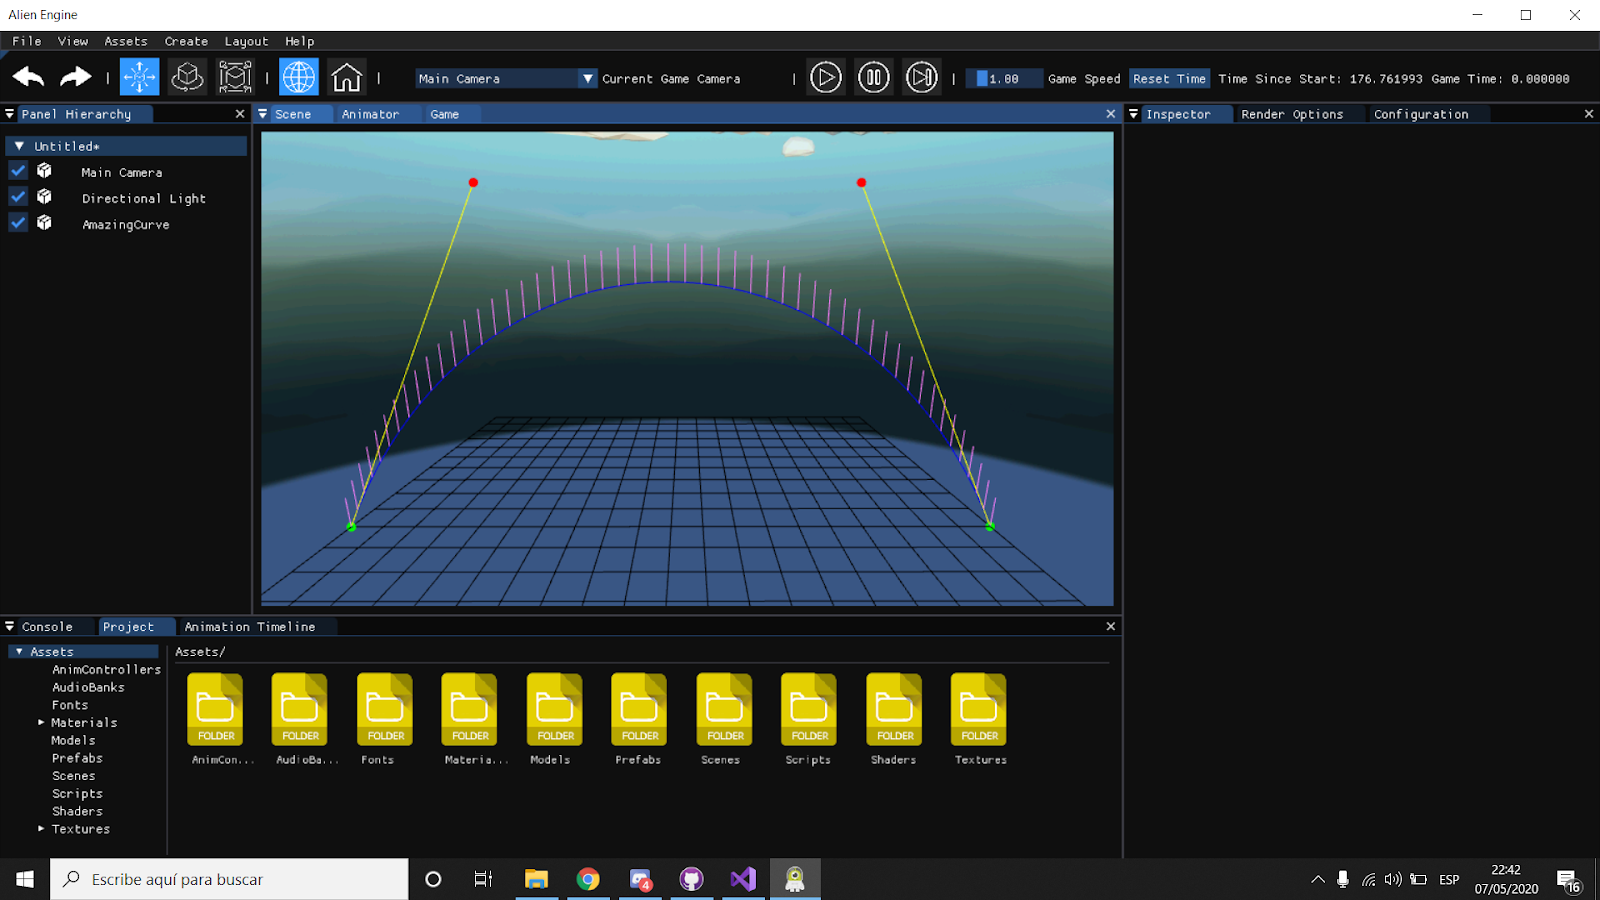 Alien Engine
File View Assets Create Layout Help
Main Camera Current Game Camera 1.00 Game Speed Reset Time Time Since Start: 176.761993 Game Time: 0.000000
Panel Hierarchy
Untitled*
Main Camera
Directional Light
AmazingCurve
Scene Animator Game
Inspector Render Options Configuration
Console Project Animation Timeline
Assets
AnimControllers
AudioBanks
Fonts
Materials
Models
Prefabs
Scenes
Scripts
Shaders
Textures
Assets/
FOLDER FOLDER FOLDER FOLDER FOLDER FOLDER FOLDER FOLDER FOLDER FOLDER
AnimCon... AudioBa... Fonts Materia... Models Prefabs Scenes Scripts Shaders Textures
Escribe aquí para buscar
4
ESP
22:42
07/05/2020
16